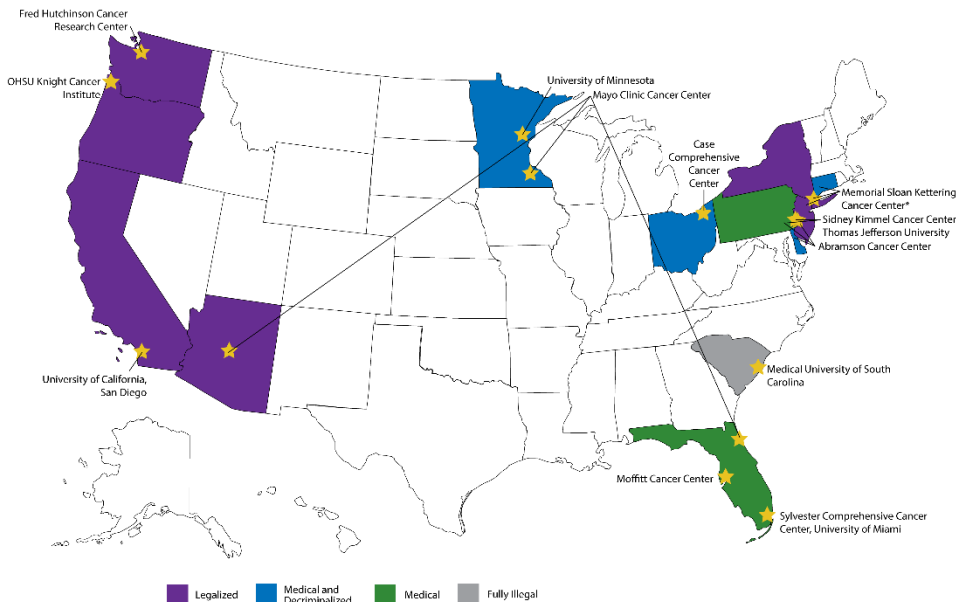 Fred Hutchinson Cancer
Research Center
OHSU Knight Cancer
Institute
University of Minnesota
Mayo Clinic Cancer Center
Case
Comprehensive
Cancer
Center
Memorial Sloan Kettering
Cancer Center*
Sidney Kimmel Cancer Center
Thomas Jefferson University
Abramson Cancer Center
University of California,
San Diego
Medical University of South
Carolina
Moffitt Cancer Center
Sylvester Comprehensive Cancer
Center, University of Miami
Legalized
Medical and
Decriminalized
Medical
Fully Illegal